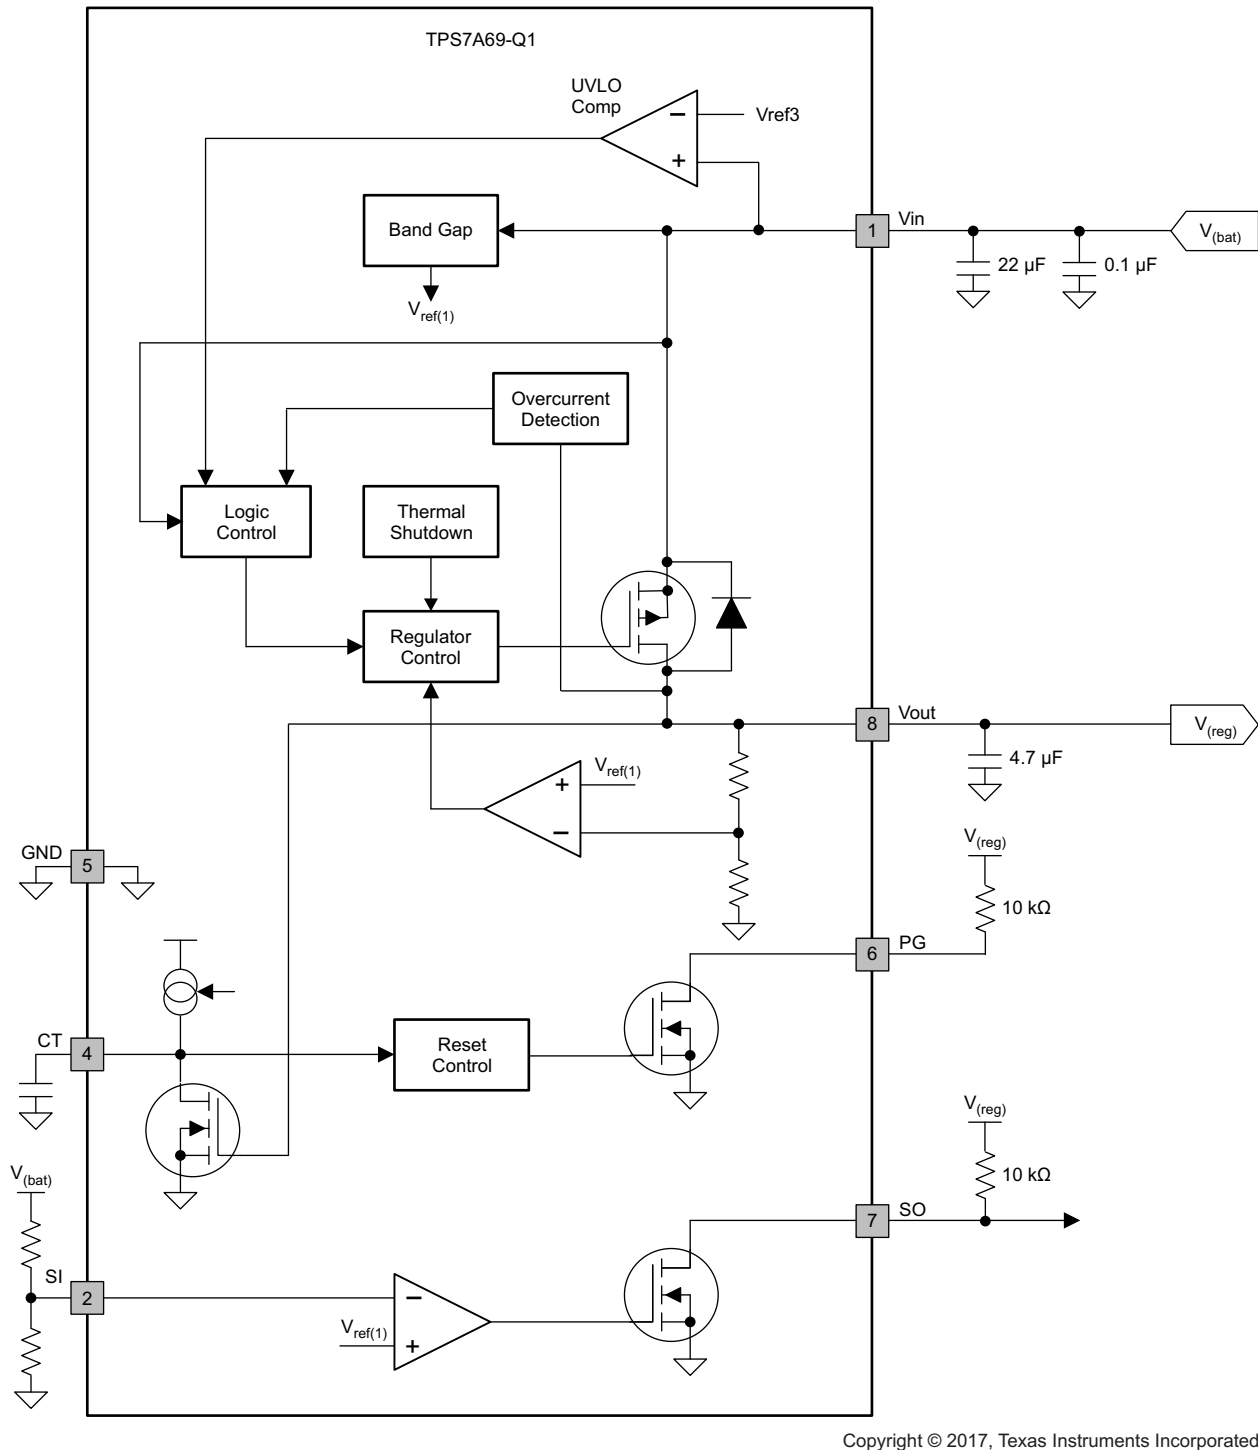 TPS7A69-Q1
UVLO
Comp
−
Vref3
+
Band Gap
1
Vin
V(bat)
22 µF
0.1 µF
Vref(1)
Overcurrent
Detection
Logic
Control
Thermal
Shutdown
Regulator
Control
8
Vout
V(reg)
4.7 µF
+
Vref(1)
−
GND
5
V(reg)
10 kΩ
6
PG
CT
4
Reset
Control
V(reg)
10 kΩ
V(bat)
7
SO
SI
2
−
Vref(1)
+
Copyright © 2017, Texas Instruments Incorporated